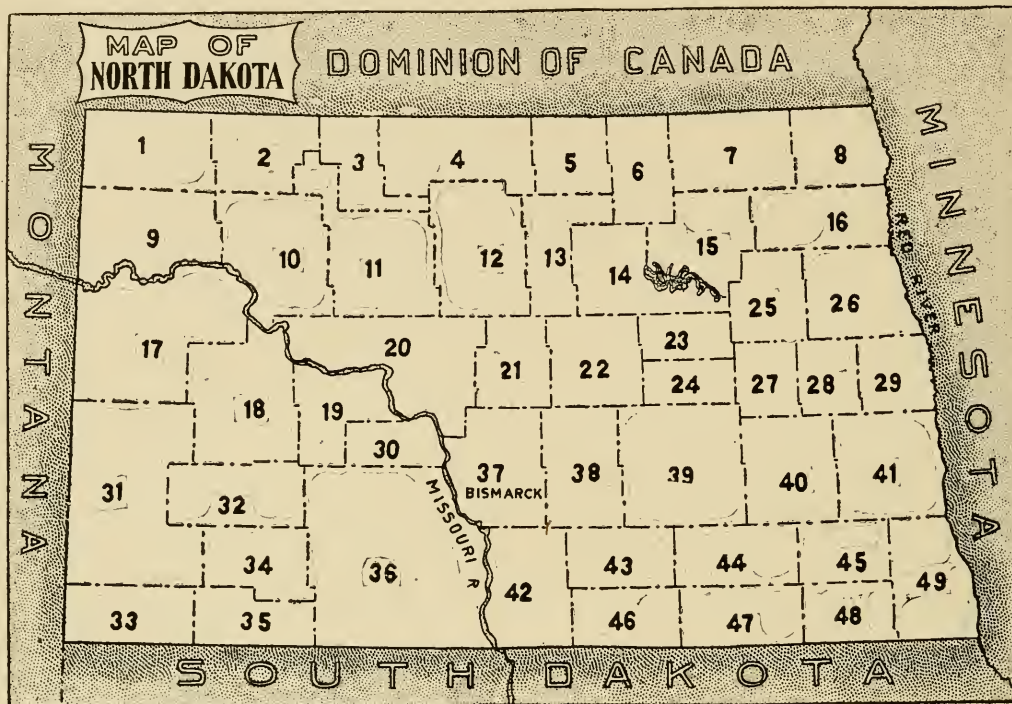 MAP OF
NORTH DAKOTA
DOMINION OF CANADA
MONTANA
MINNESOTA
1 2 3 4 5 6 7 8
9 10 11 12 13 14 15 16
RED RIVER
17 18 19 20 21 22 23 24 25 26 27 28 29
30
31 32 33 34 35 36
37 38 39 40 41
BISMARCK
MISSOURI R
42 43 44 45 46 47 48 49
SOUTH DAKOTA